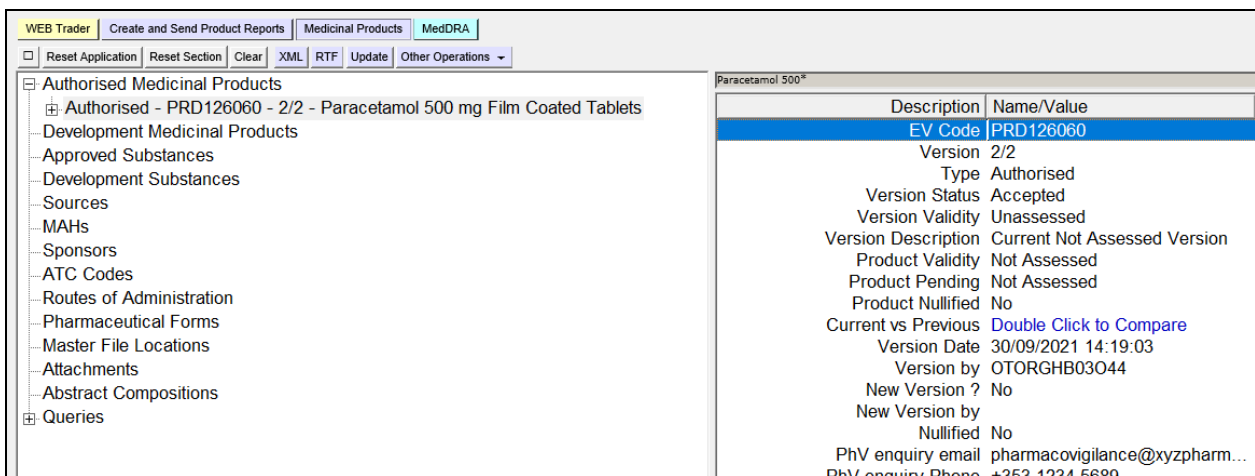 WEB Trader Create and Send Product Reports Medicinal Products MedDRA
Reset Application Reset Section Clear XML RTF Update Other Operations
Authorised Medicinal Products
Authorised - PRD126060 - 2/2 - Paracetamol 500 mg Film Coated Tablets
Development Medicinal Products
Approved Substances
Development Substances
Sources
MAHs
Sponsors
ATC Codes
Routes of Administration
Pharmaceutical Forms
Master File Locations
Attachments
Abstract Compositions
Queries
Paracetamol 500*
Description Name/Value
EV Code PRD126060
Version 2/2
Type Authorised
Version Status Accepted
Version Validity Unassessed
Version Description Current Not Assessed Version
Product Validity Not Assessed
Product Pending Not Assessed
Product Nullified No
Current vs Previous Double Click to Compare
Version Date 30/09/2021 14:19:03
Version by OTORGHB03O44
New Version ? No
New Version by
Nullified No
PhV enquiry email pharmacovigilance@xyzpharm...
PhV enquiry Phone +353 1234 5689